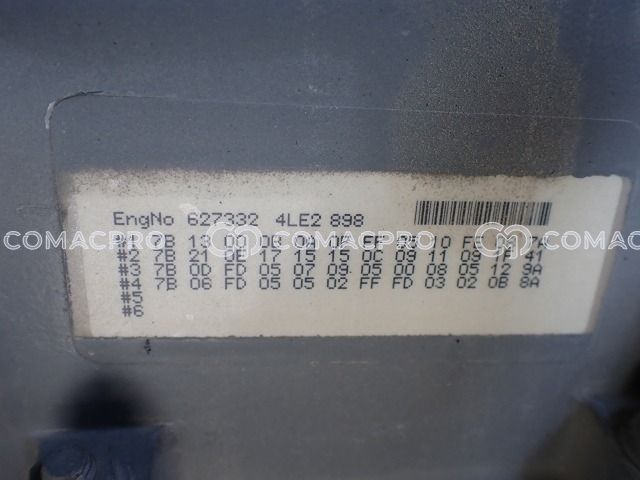 EngNo 627332 4LE2 898
COMACPRO COMACPRO COMACPRO
#1 7B 13 00
#2 7B 21 0E 17 15 15 0C 09 11 09 1F 41
#3 7B 0D FD 05 07 09 05 00 08 05 12 9A
#4 7B 06 FD 05 05 02 FF FD 03 02 0B 8A
#5
#6